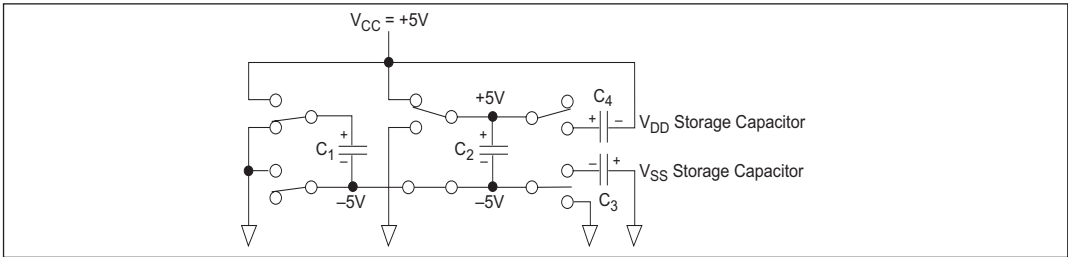 V_CC = +5V
+5V
C_4
+ –
V_DD Storage Capacitor
+
C_1
–
+
C_2
–
– +
V_SS Storage Capacitor
C_3
–5V
–5V